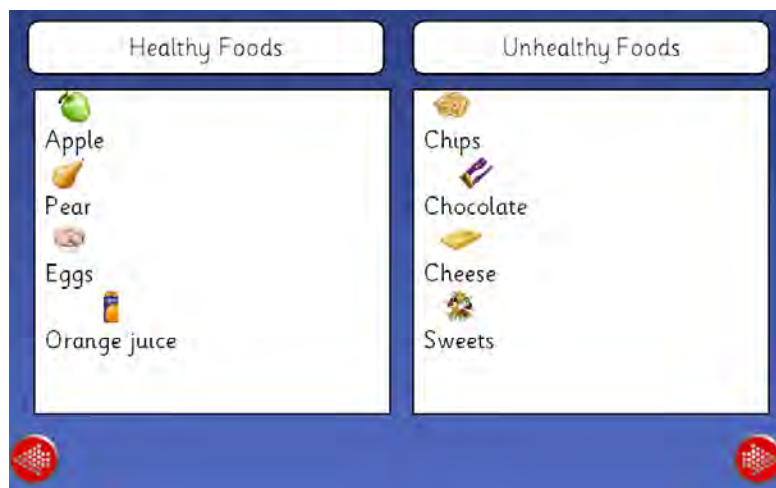 Healthy Foods
Unhealthy Foods
Apple
Pear
Eggs
Orange juice
Chips
Chocolate
Cheese
Sweets